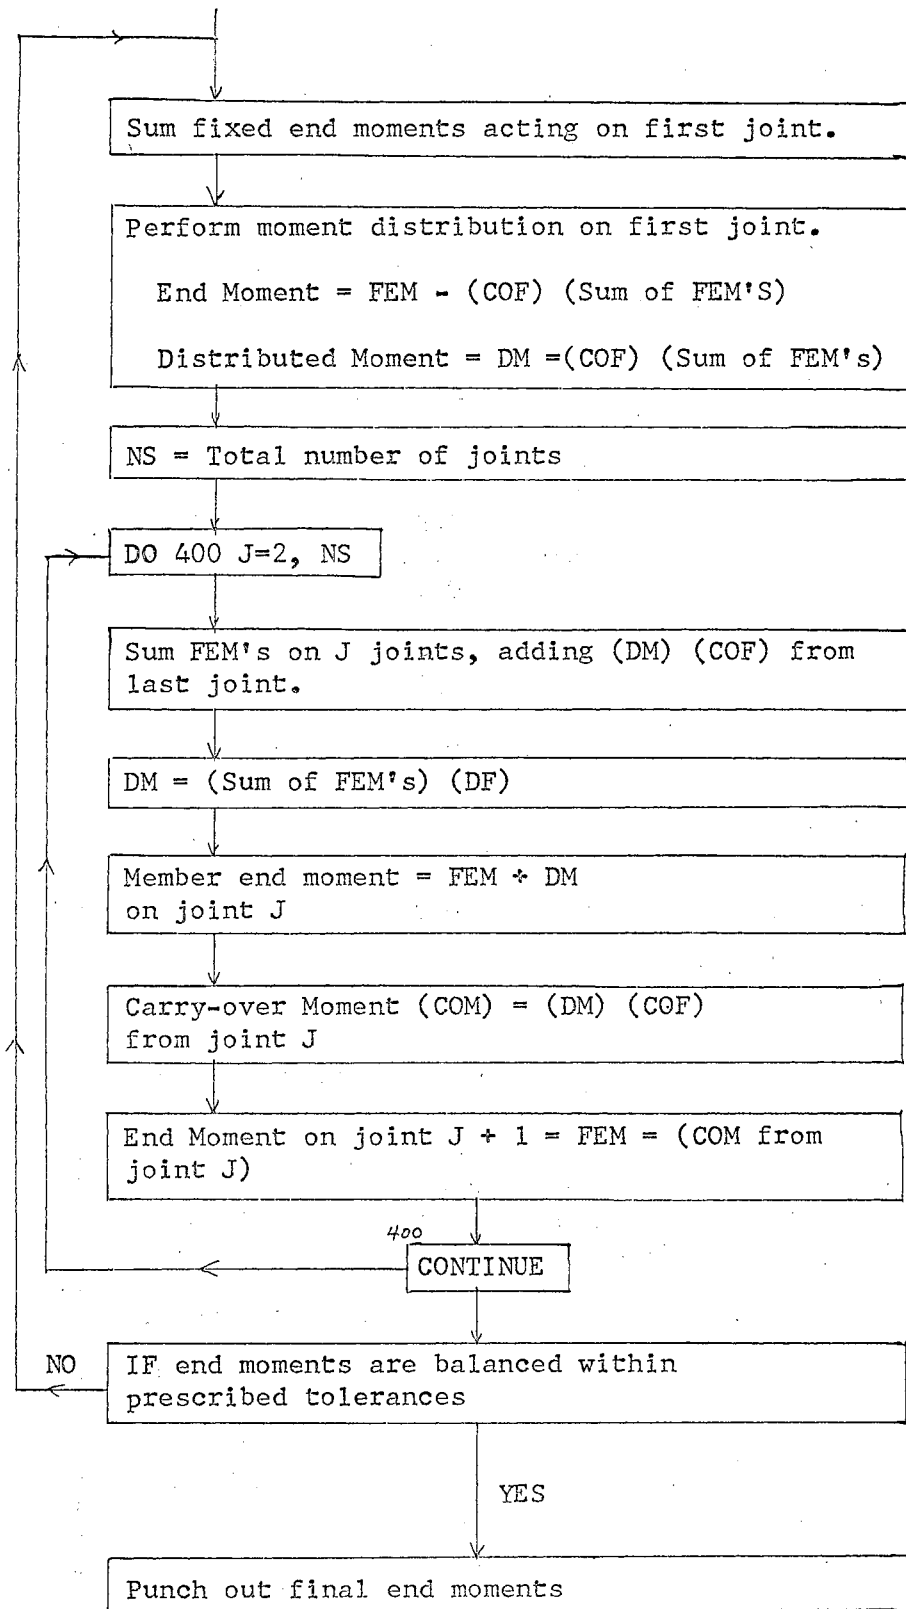 Sum fixed end moments acting on first joint.
Perform moment distribution on first joint.
End Moment = FEM - (COF) (Sum of FEM'S)
Distributed Moment = DM =(COF) (Sum of FEM's)
NS = Total number of joints
DO 400 J=2, NS
Sum FEM's on J joints, adding (DM) (COF) from
last joint.
DM = (Sum of FEM's) (DF)
Member end moment = FEM + DM
on joint J
Carry-over Moment (COM) = (DM) (COF)
from joint J
End Moment on joint J + 1 = FEM = (COM from
joint J)
400
CONTINUE
NO
IF end moments are balanced within
prescribed tolerances
YES
Punch out final end moments